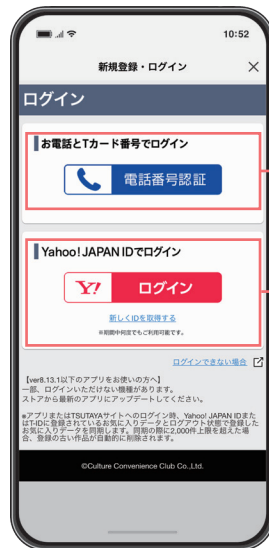 10:52
新規登録・ログイン
ログイン
お電話とTカード番号でログイン
電話番号認証
Yahoo! JAPAN IDでログイン
Y! ログイン
新しくIDを取得する
※期間中何度でもご利用可能です。
ログインできない場合
【ver8.13.1以下のアプリをお使いの方へ】
一部、ログインいただけない機種があります。
ストアから最新のアプリにアップデートしてください。
※アプリまたはTSUTAYAサイトへのログイン時、Yahoo! JAPAN IDまた
はT-IDに登録されているお気に入りデータとログアウト状態で登録した
お気に入りデータを同期します。同期の際に2,000件上限を超えた場
合、登録の古い作品が自動的に削除されます。
©Culture Convenience Club Co.,Ltd.